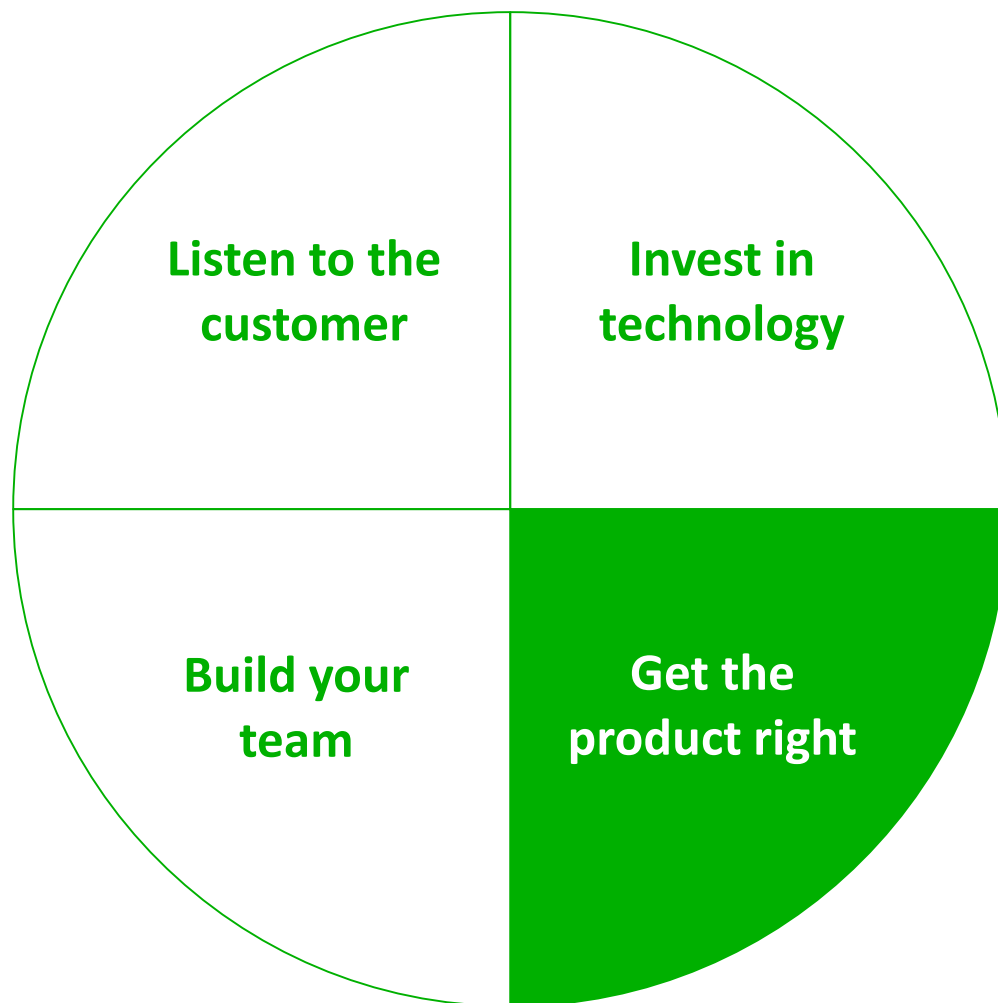 Listen to the
customer
Invest in
technology
Build your
team
Get the
product right